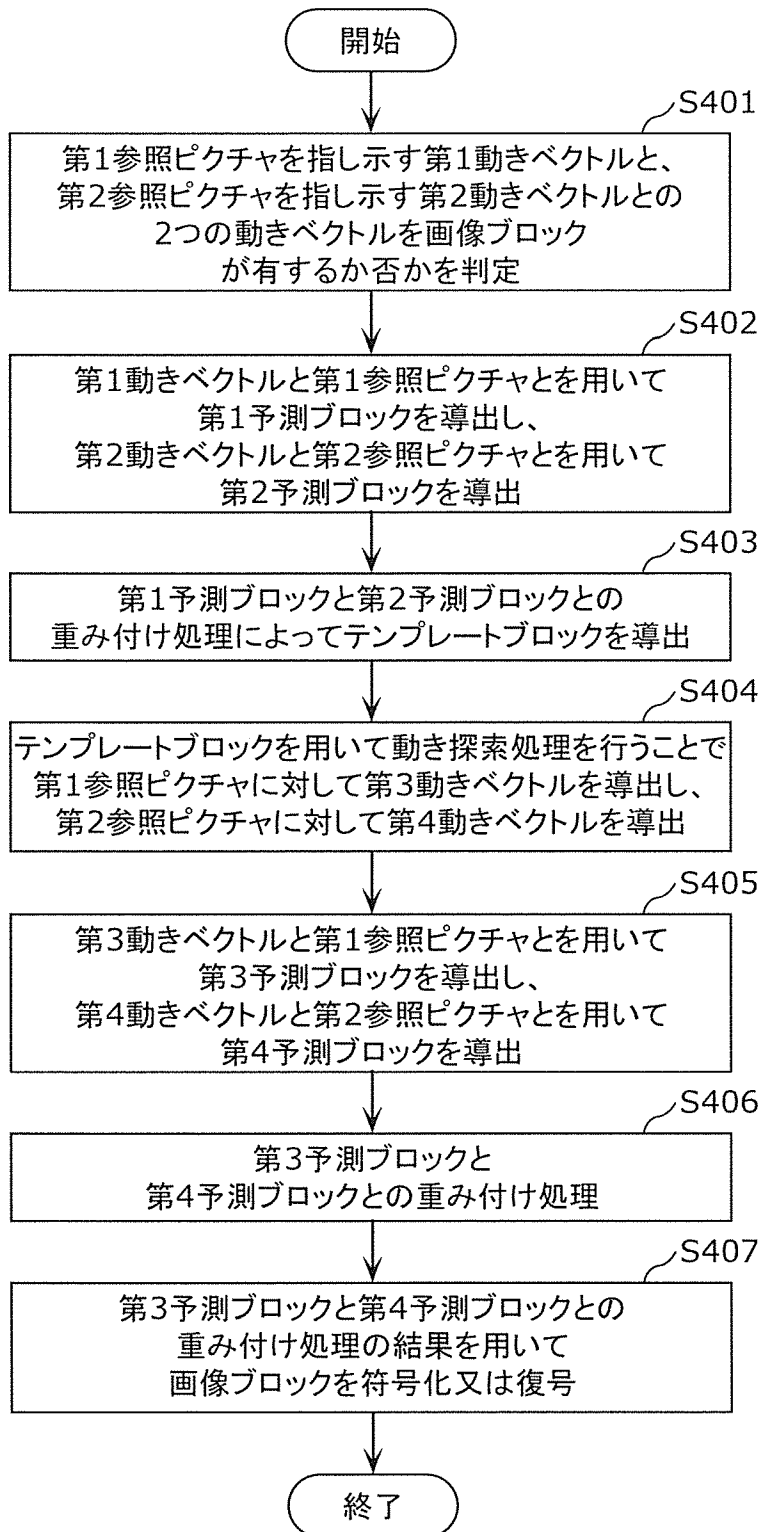 開始
S401
第1参照ピクチャを指し示す第1動きベクトルと、
第2参照ピクチャを指し示す第2動きベクトルとの
2つの動きベクトルを画像ブロック
が有するか否かを判定
S402
第1動きベクトルと第1参照ピクチャとを用いて
第1予測ブロックを導出し、
第2動きベクトルと第2参照ピクチャとを用いて
第2予測ブロックを導出
S403
第1予測ブロックと第2予測ブロックとの
重み付け処理によってテンプレートブロックを導出
S404
テンプレートブロックを用いて動き探索処理を行うことで
第1参照ピクチャに対して第3動きベクトルを導出し、
第2参照ピクチャに対して第4動きベクトルを導出
S405
第3動きベクトルと第1参照ピクチャとを用いて
第3予測ブロックを導出し、
第4動きベクトルと第2参照ピクチャとを用いて
第4予測ブロックを導出
S406
第3予測ブロックと
第4予測ブロックとの重み付け処理
S407
第3予測ブロックと第4予測ブロックとの
重み付け処理の結果を用いて
画像ブロックを符号化又は復号
終了